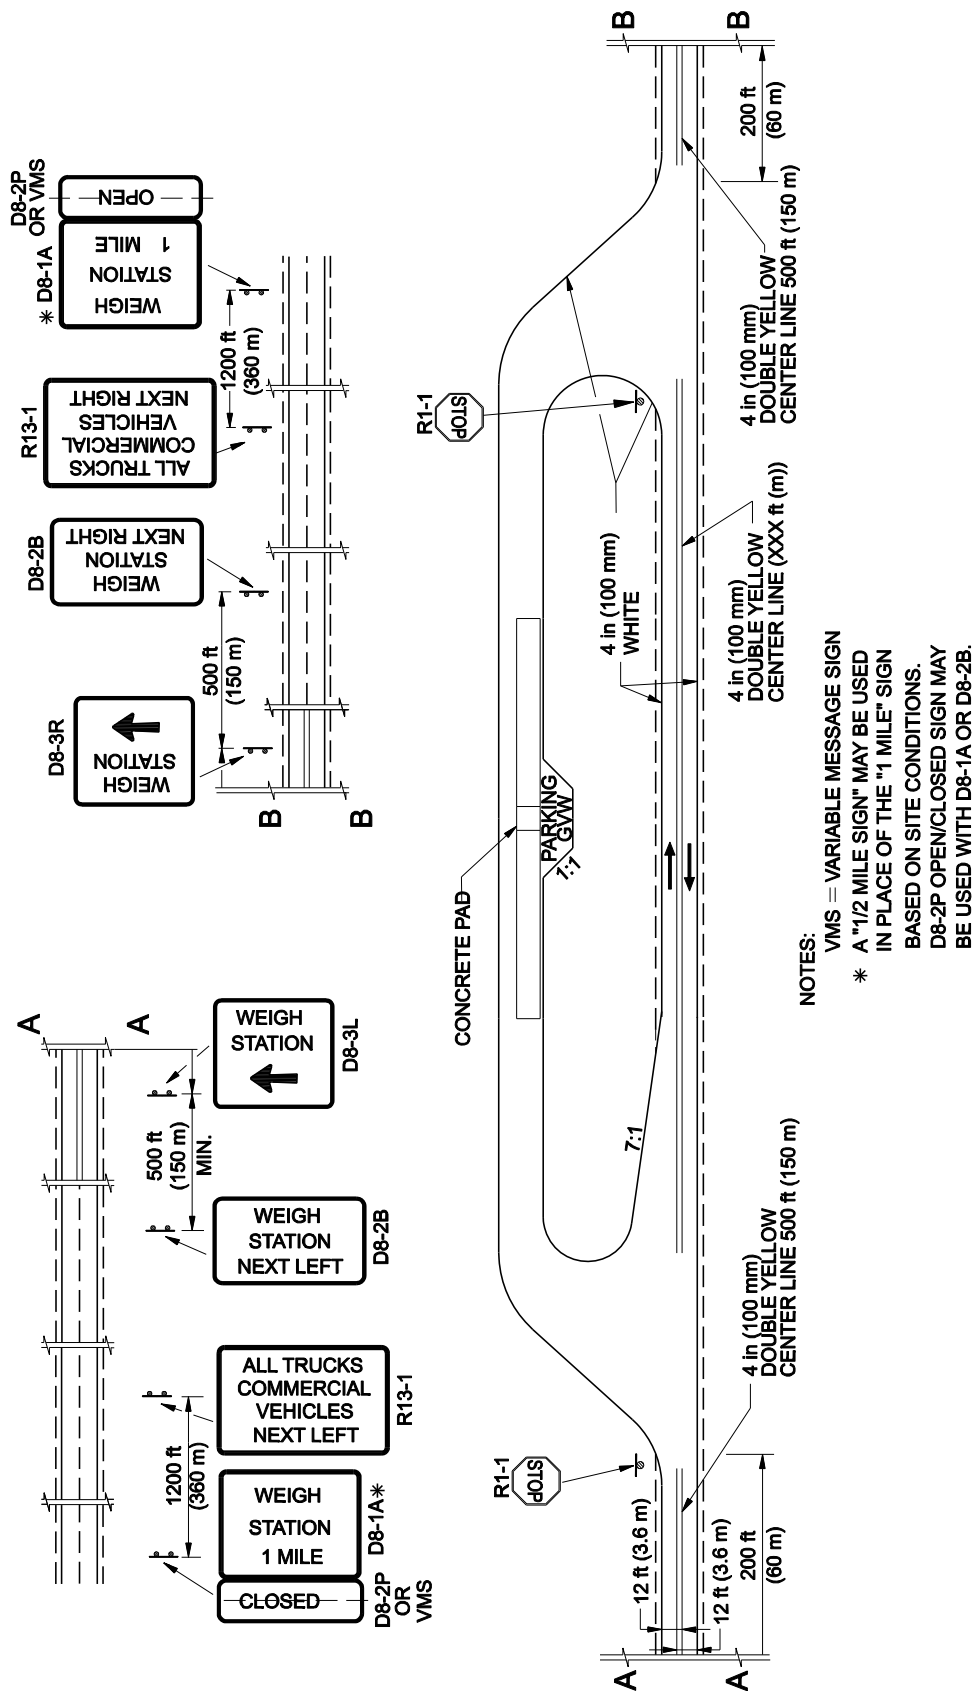 D8-2P
OR VMS
* D8-1A
OPEN
WEIGH
STATION
1 MILE
1200 ft
(360 m)
R13-1
ALL TRUCKS
COMMERCIAL
VEHICLES
NEXT RIGHT
D8-2B
WEIGH
STATION
NEXT RIGHT
500 ft
(150 m)
D8-3R
WEIGH
STATION
B
B
A
A
WEIGH
STATION
D8-3L
500 ft
(150 m)
MIN.
WEIGH
STATION
NEXT LEFT
D8-2B
ALL TRUCKS
COMMERCIAL
VEHICLES
NEXT LEFT
R13-1
1200 ft
(360 m)
WEIGH
STATION
1 MILE
D8-1A*
CLOSED
D8-2P
OR
VMS
B
B
200 ft
(60 m)
4 in (100 mm)
DOUBLE YELLOW
CENTER LINE 500 ft (150 m)
R1-1
STOP
4 in (100 mm)
WHITE
4 in (100 mm)
DOUBLE YELLOW
CENTER LINE (XXX ft (m))
CONCRETE PAD
PARKING
GVW
1:1
7:1
R1-1
STOP
4 in (100 mm)
DOUBLE YELLOW
CENTER LINE 500 ft (150 m)
12 ft (3.6 m)
12 ft (3.6 m)
200 ft
(60 m)
A
A
NOTES:
VMS = VARIABLE MESSAGE SIGN
* A "1/2 MILE SIGN" MAY BE USED
IN PLACE OF THE "1 MILE" SIGN
BASED ON SITE CONDITIONS.
D8-2P OPEN/CLOSED SIGN MAY
BE USED WITH D8-1A OR D8-2B.